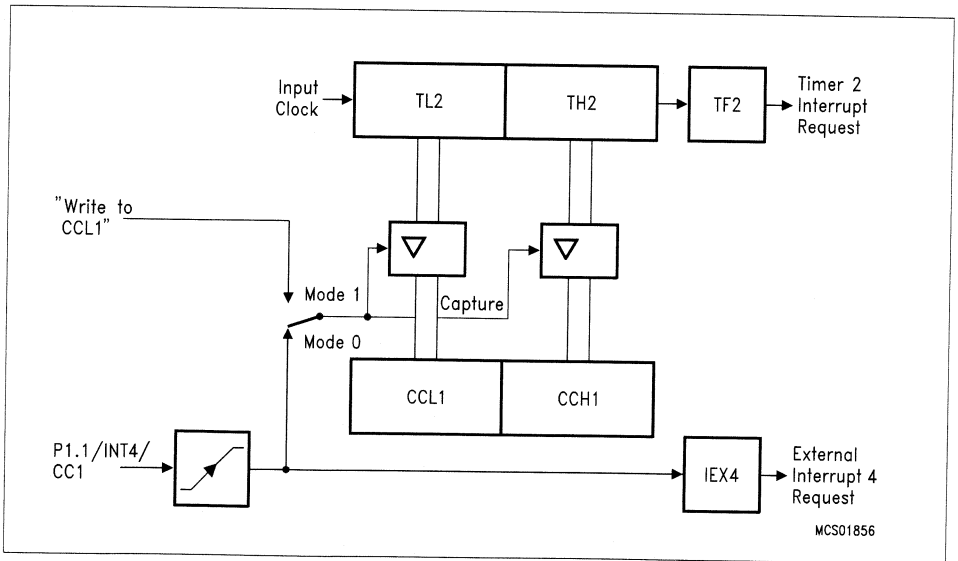 Input
Clock
TL2
TH2
TF2
Timer 2
Interrupt
Request
"Write to
CCL1"
Mode 1
Capture
Mode 0
CCL1
CCH1
P1.1/INT4/
CC1
IEX4
External
Interrupt 4
Request
MCS01856